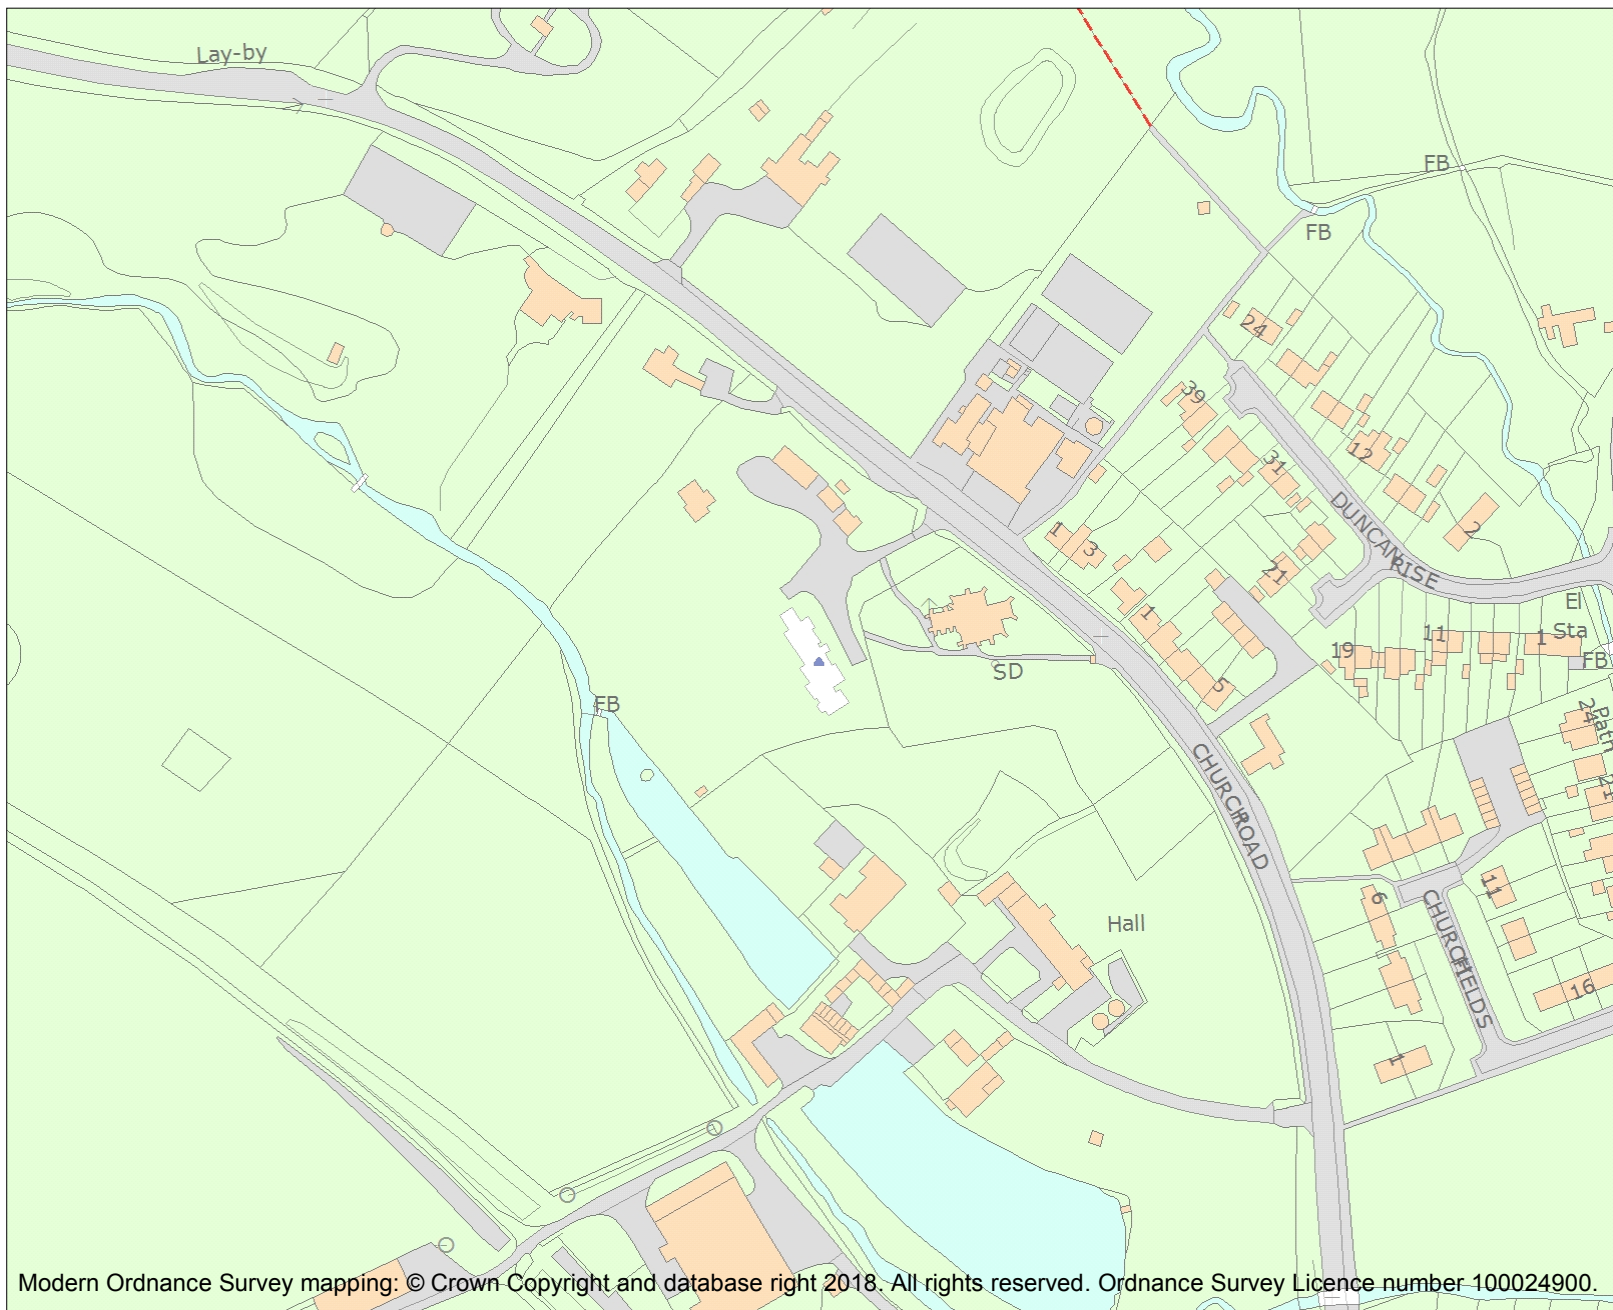 Lay-by
FB
FB
24
39
12
31
DUNCAN RISE
2
1
3
21
El
Sta
1
19
11
1
FB
SD
5
FB
24
Path
21
CHURCH ROAD
11
6
Hall
CHURCHFIELDS
16
1
Modern Ordnance Survey mapping: © Crown Copyright and database right 2018. All rights reserved. Ordnance Survey Licence number 100024900.